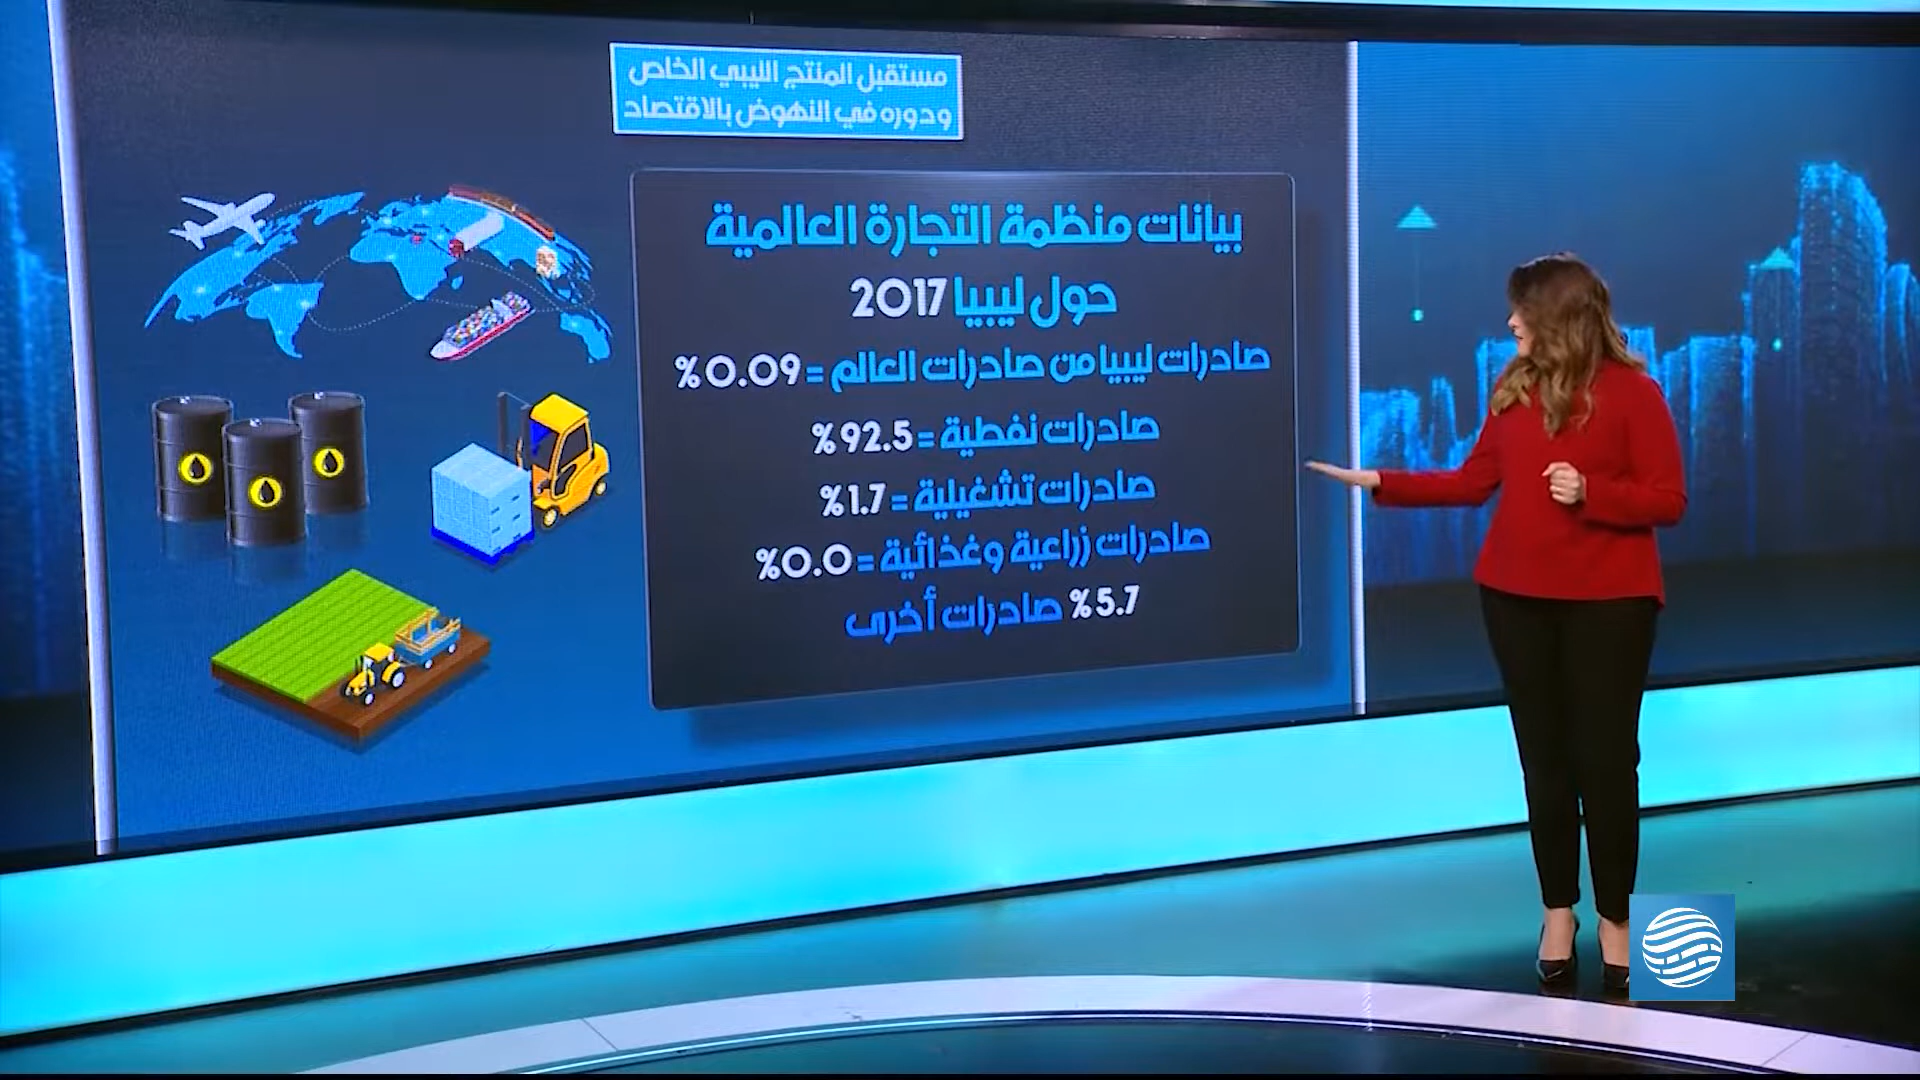 مستقبل المنتج الليبي الخاص
ودوره في النهوض بالاقتصاد
بيانات منظمة التجارة العالمية
حول ليبيا 2017
صادرات ليبيا من صادرات العالم = 0.09%
صادرات نفطية = 92.5%
صادرات تشغيلية = 1.7%
صادرات زراعية وغذائية = 0.0%
5.7% صادرات أخرى